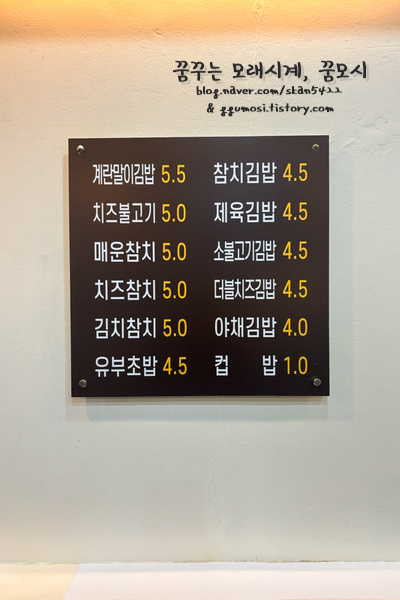 꿈꾸는 모래시계, 꿈모시
blog.naver.com/skan5422
& ggumosi.tistory.com
계란말이김밥 5.5
치즈불고기 5.0
매운참치 5.0
치즈참치 5.0
김치참치 5.0
유부초밥 4.5
참치김밥 4.5
제육김밥 4.5
소불고기김밥 4.5
더블치즈김밥 4.5
야채김밥 4.0
컵 밥 1.0